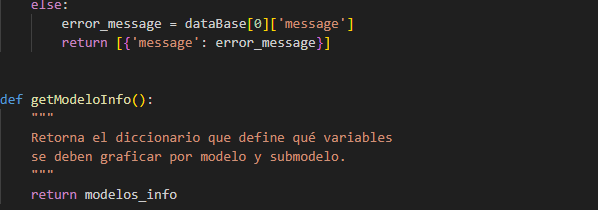 else:
error_message = dataBase[0]['message']
return [{'message': error_message}]
def getModeloInfo():
"""
Retorna el diccionario que define qué variables
se deben graficar por modelo y submodelo.
"""
return modelos_info